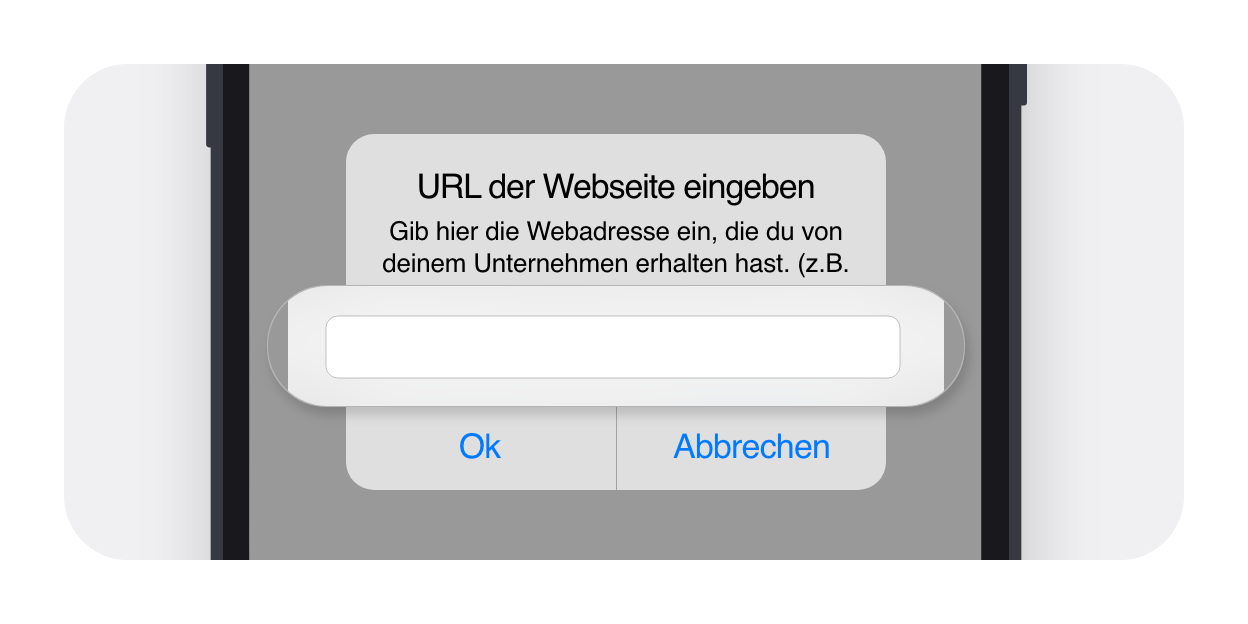 URL der Webseite eingeben
Gib hier die Webadresse ein, die du von
deinem Unternehmen erhalten hast. (z.B.
Ok
Abbrechen